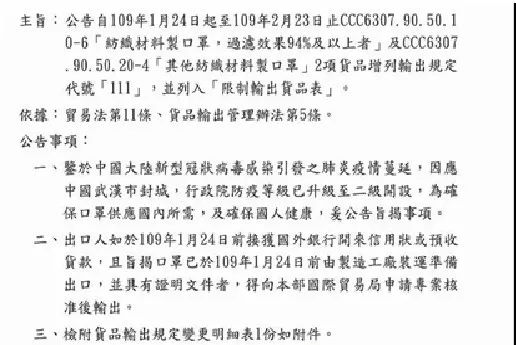 主旨：公告自109年1月24日起至109年2月23日止CCC6307.90.50.1
0-6「紡織材料製口罩，過濾效果94%及以上者」及CCC6307
.90.50.20-4「其他紡織材料製口罩」2項貨品增列輸出規定
代號「111」，並列入「限制輸出貨品表」。
依據：貿易法第11條、貨品輸出管理辦法第5條。
公告事項：
一、鑒於中國大陸新型冠狀病毒感染引發之肺炎疫情蔓延，因應
中國武漢市封城，行政院防疫等級已升級至二級開設，為確
保口罩供應國內所需，及確保國人健康，爰公告旨揭事項。
二、出口人如於109年1月24日前接獲國外銀行開來信用狀或預收
貨款，且旨揭口罩已於109年1月24日前由製造工廠裝運準備
出口，並具有證明文件者，得向本部國際貿易局申請專案核
准後輸出。
三、檢附貨品輸出規定變更明細表1份如附件。